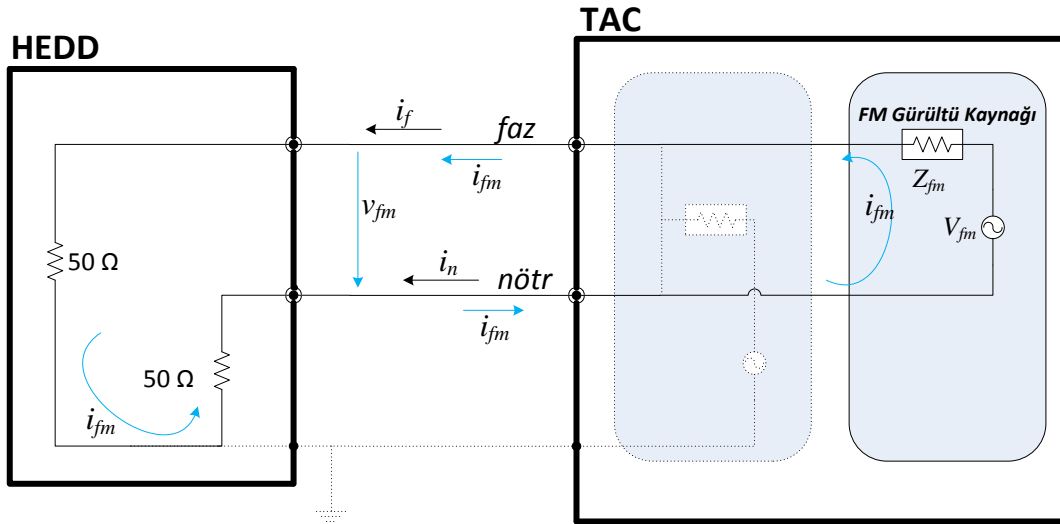 HEDD
TAC
FM Gürültü Kaynağı
i_f
faz
i_fm
Z_fm
v_fm
i_fm
V_fm
50 Ω
i_n
nötr
i_fm
50 Ω
i_fm